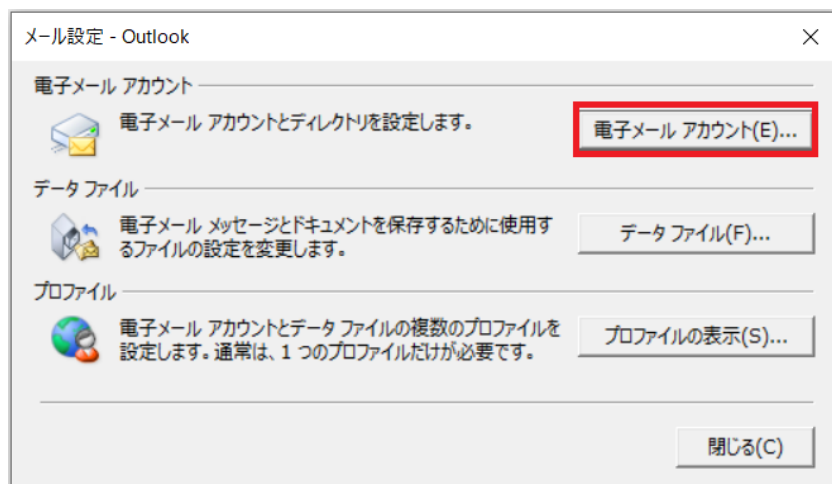 メール設定 - Outlook
電子メール アカウント
電子メール アカウントとディレクトリを設定します。
電子メール アカウント(E)...
データ ファイル
電子メール メッセージとドキュメントを保存するために使用す
るファイルの設定を変更します。
データ ファイル(F)...
プロファイル
電子メール アカウントとデータ ファイルの複数のプロファイルを
設定します。通常は、1 つのプロファイルだけが必要です。
プロファイルの表示(S)...
閉じる(C)